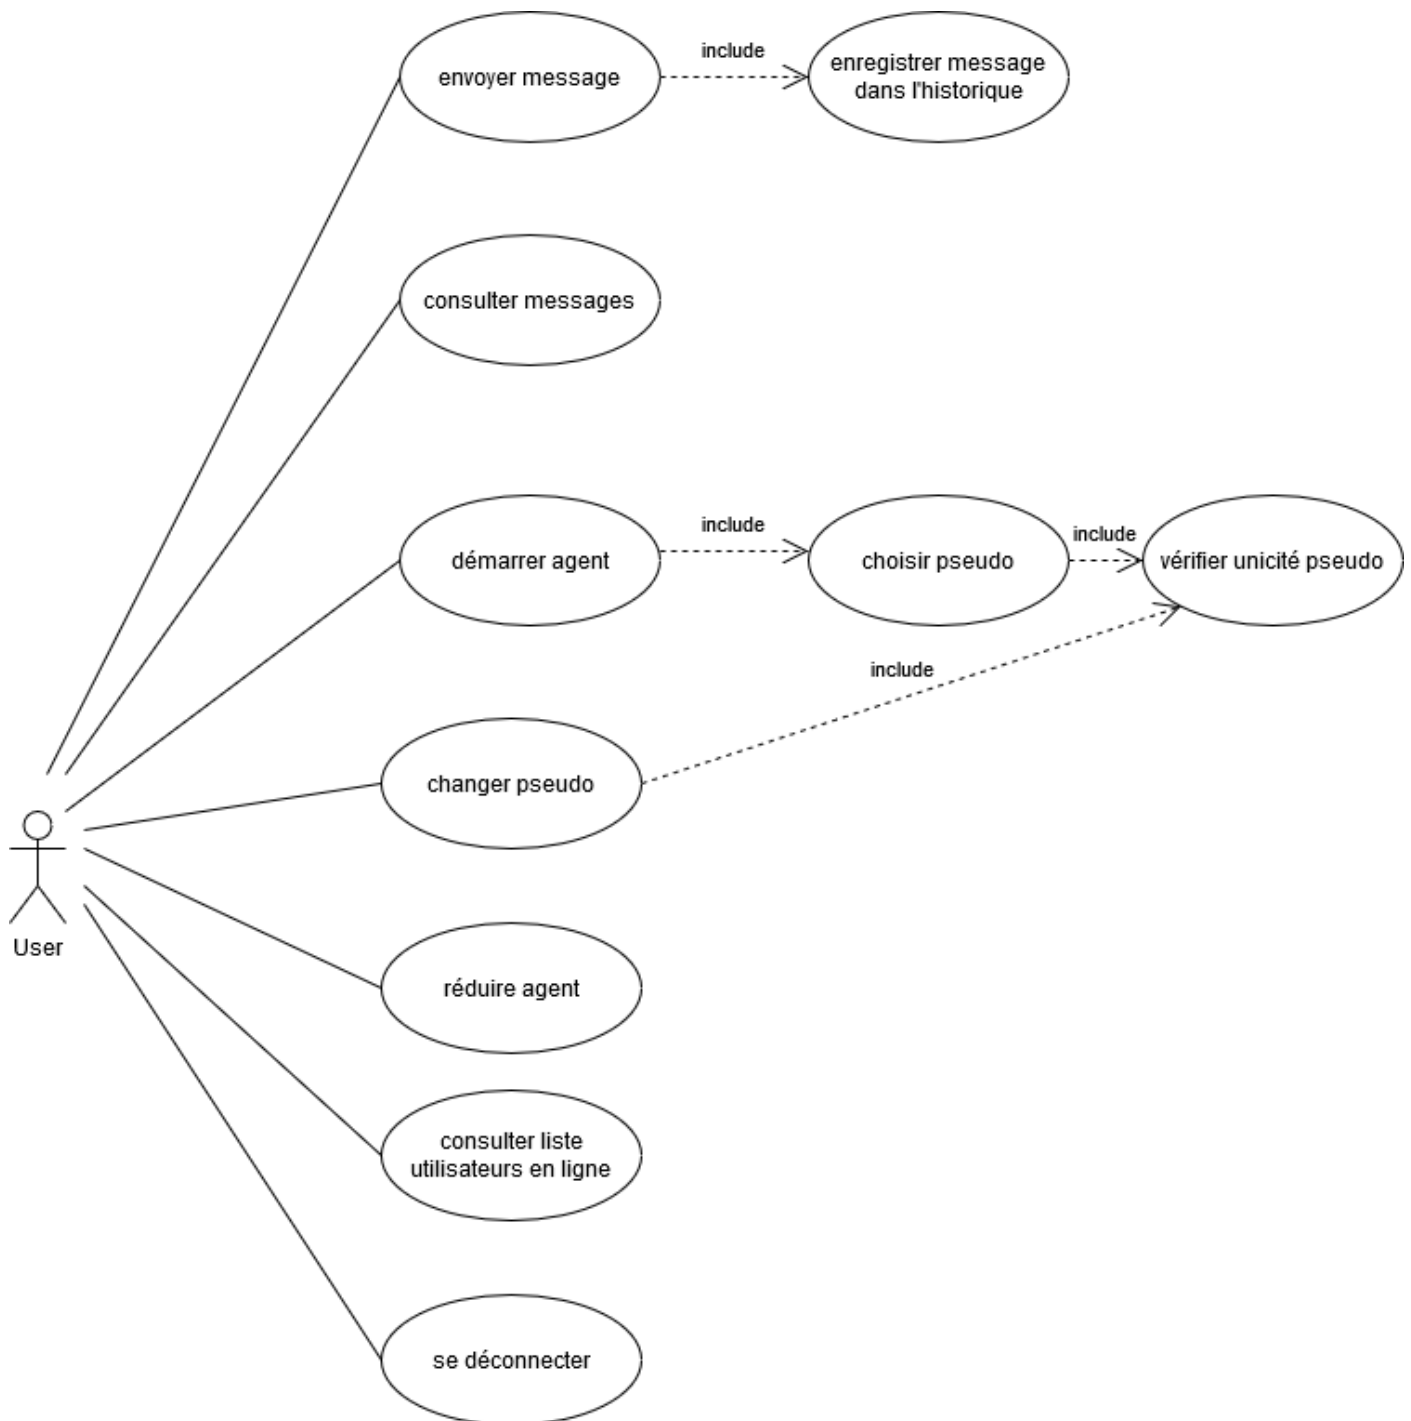 include
envoyer message
enregistrer message
dans l'historique
consulter messages
include
démarrer agent
choisir pseudo
include
vérifier unicité pseudo
include
changer pseudo
User
réduire agent
consulter liste
utilisateurs en ligne
se déconnecter